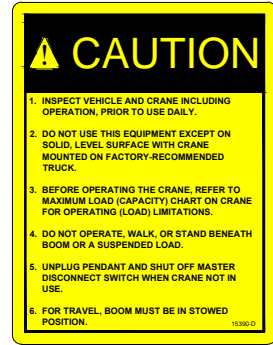 CAUTION
1. INSPECT VEHICLE AND CRANE INCLUDING
OPERATION, PRIOR TO USE DAILY.
2. DO NOT USE THIS EQUIPMENT EXCEPT ON
SOLID, LEVEL SURFACE WITH CRANE
MOUNTED ON FACTORY-RECOMMENDED
TRUCK.
3. BEFORE OPERATING THE CRANE, REFER TO
MAXIMUM LOAD (CAPACITY) CHART ON CRANE
FOR OPERATING (LOAD) LIMITATIONS.
4. DO NOT OPERATE, WALK, OR STAND BENEATH
BOOM OR A SUSPENDED LOAD.
5. UNPLUG PENDANT AND SHUT OFF MASTER
DISCONNECT SWITCH WHEN CRANE NOT IN
USE.
6. FOR TRAVEL, BOOM MUST BE IN STOWED
POSITION.
15390-D